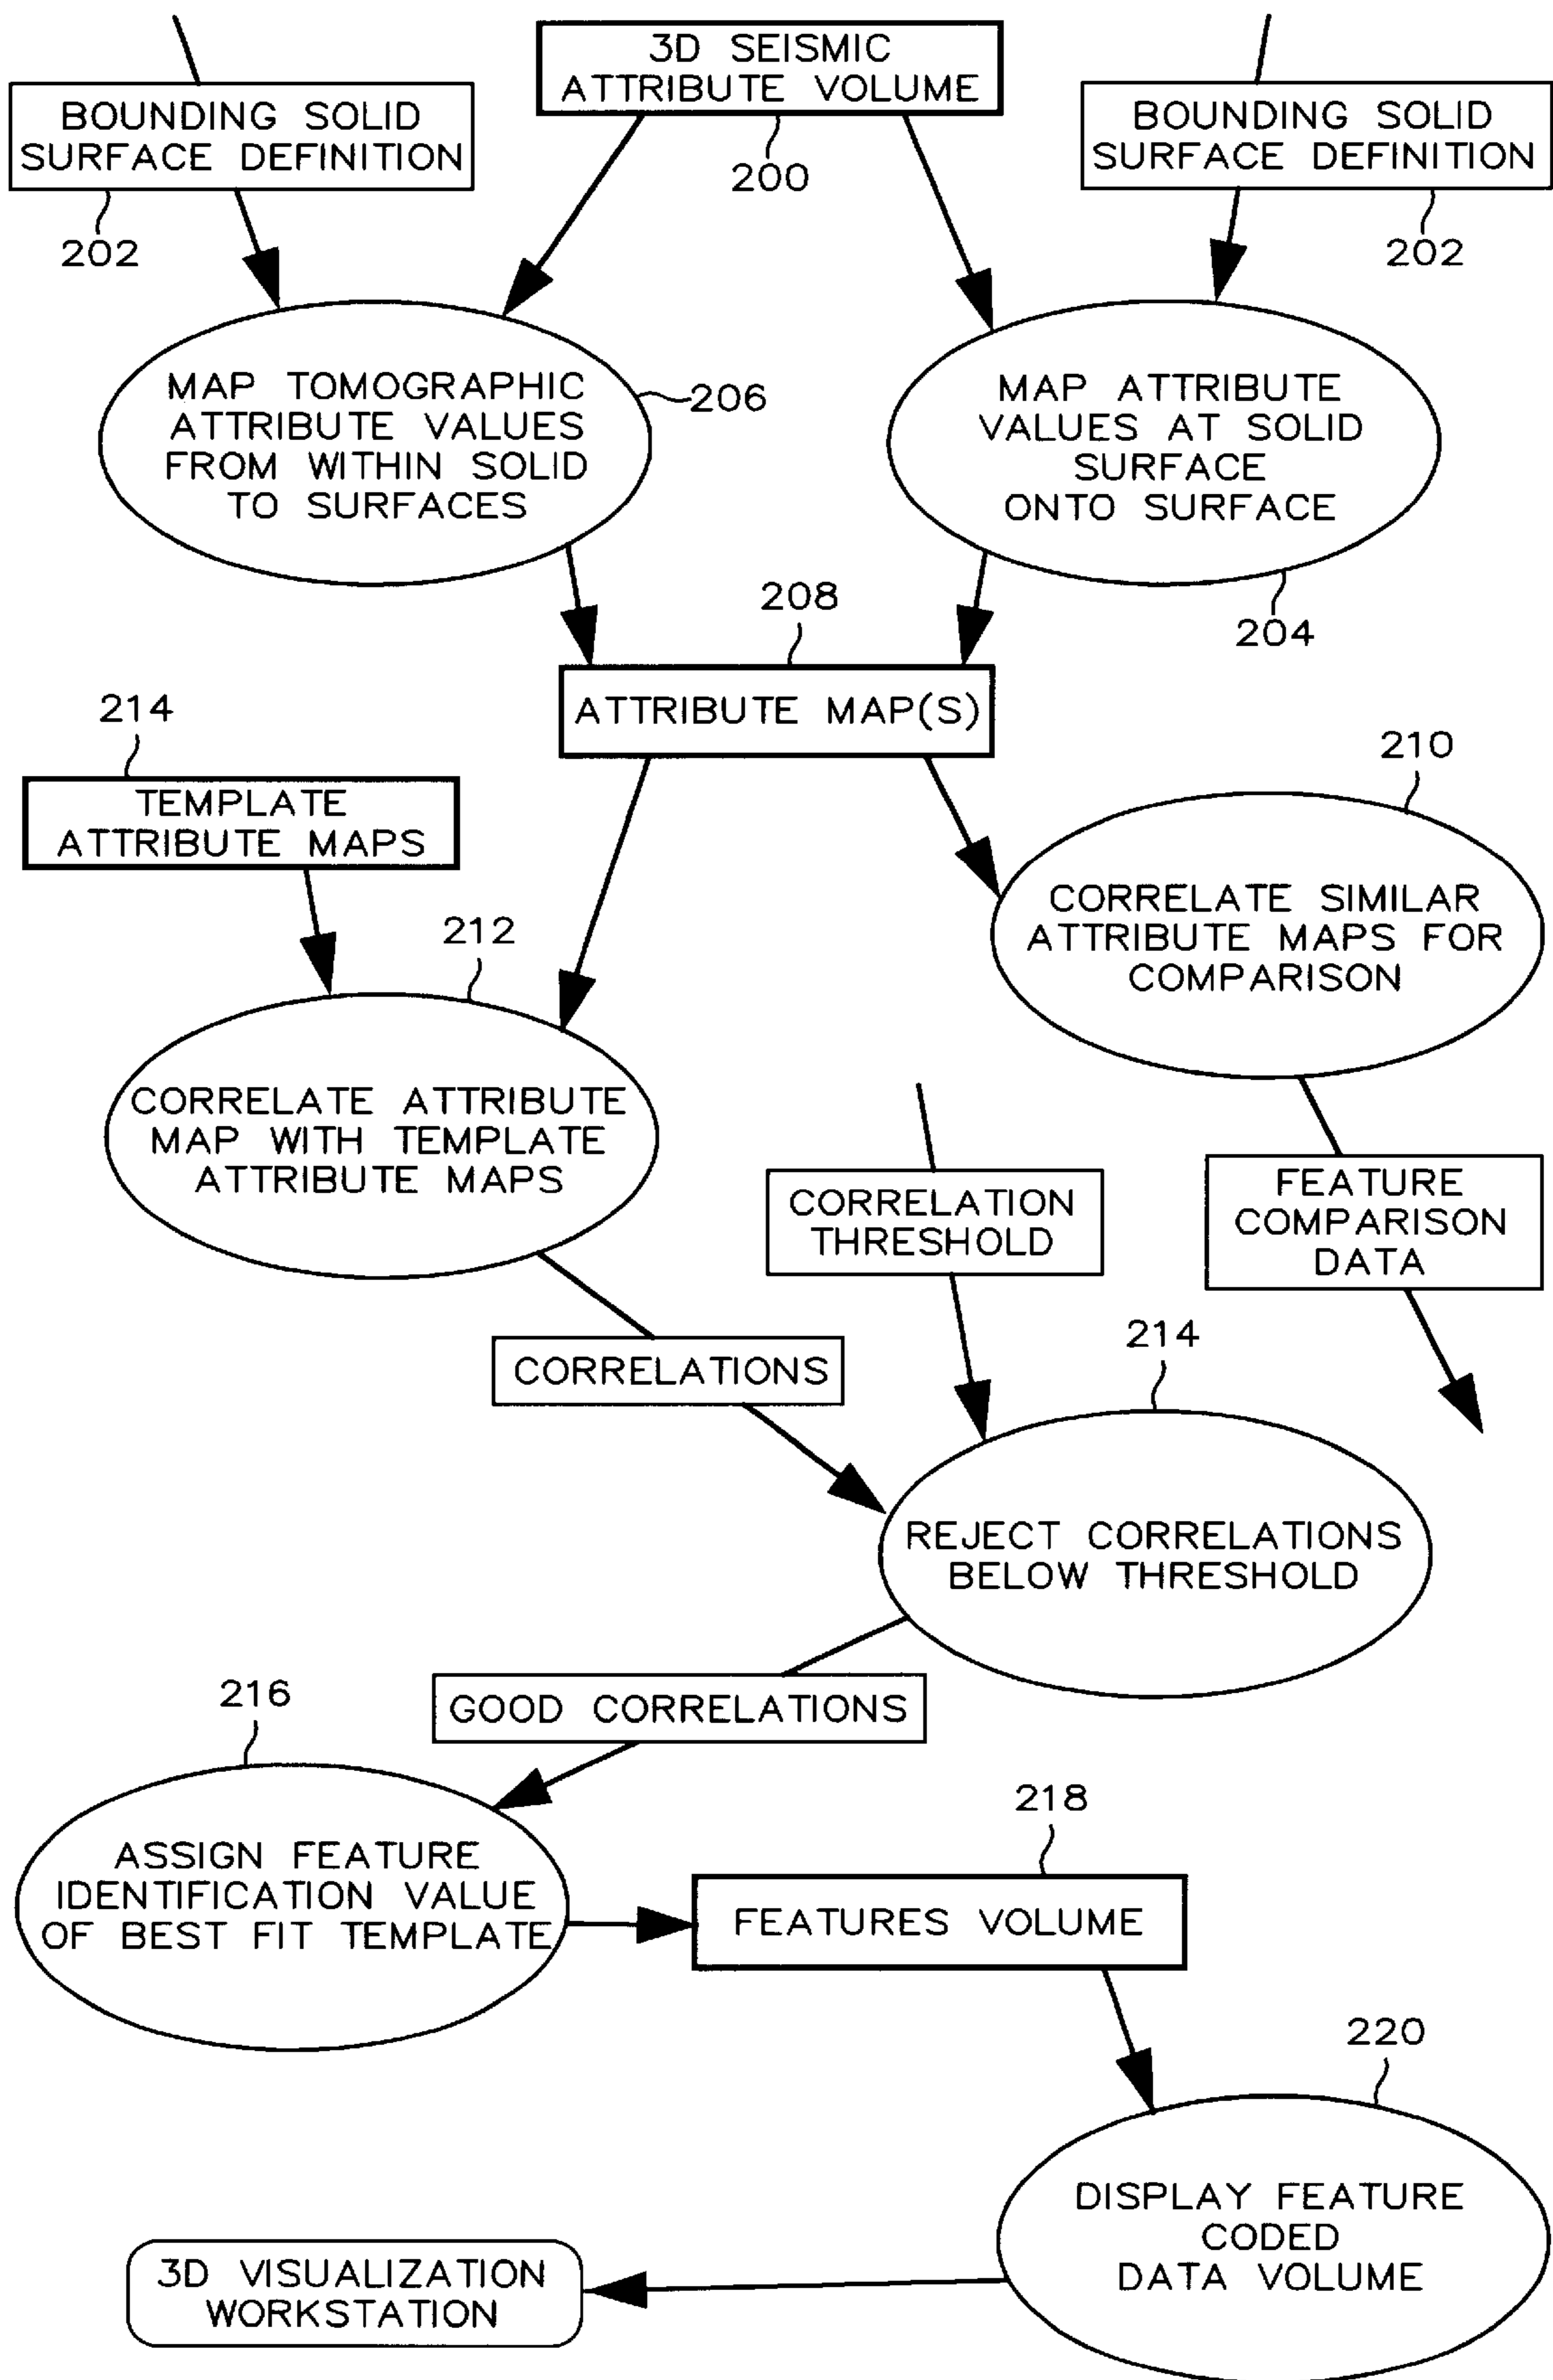 3D SEISMIC
ATTRIBUTE VOLUME
200
BOUNDING SOLID
SURFACE DEFINITION
202
BOUNDING SOLID
SURFACE DEFINITION
202
MAP TOMOGRAPHIC
ATTRIBUTE VALUES
FROM WITHIN SOLID
TO SURFACES
206
MAP ATTRIBUTE
VALUES AT SOLID
SURFACE
ONTO SURFACE
204
208
ATTRIBUTE MAP(S)
214
TEMPLATE
ATTRIBUTE MAPS
210
CORRELATE SIMILAR
ATTRIBUTE MAPS FOR
COMPARISON
212
CORRELATE ATTRIBUTE
MAP WITH TEMPLATE
ATTRIBUTE MAPS
CORRELATION
THRESHOLD
FEATURE
COMPARISON
DATA
CORRELATIONS
214
REJECT CORRELATIONS
BELOW THRESHOLD
GOOD CORRELATIONS
216
ASSIGN FEATURE
IDENTIFICATION VALUE
OF BEST FIT TEMPLATE
218
FEATURES VOLUME
220
DISPLAY FEATURE
CODED
DATA VOLUME
3D VISUALIZATION
WORKSTATION